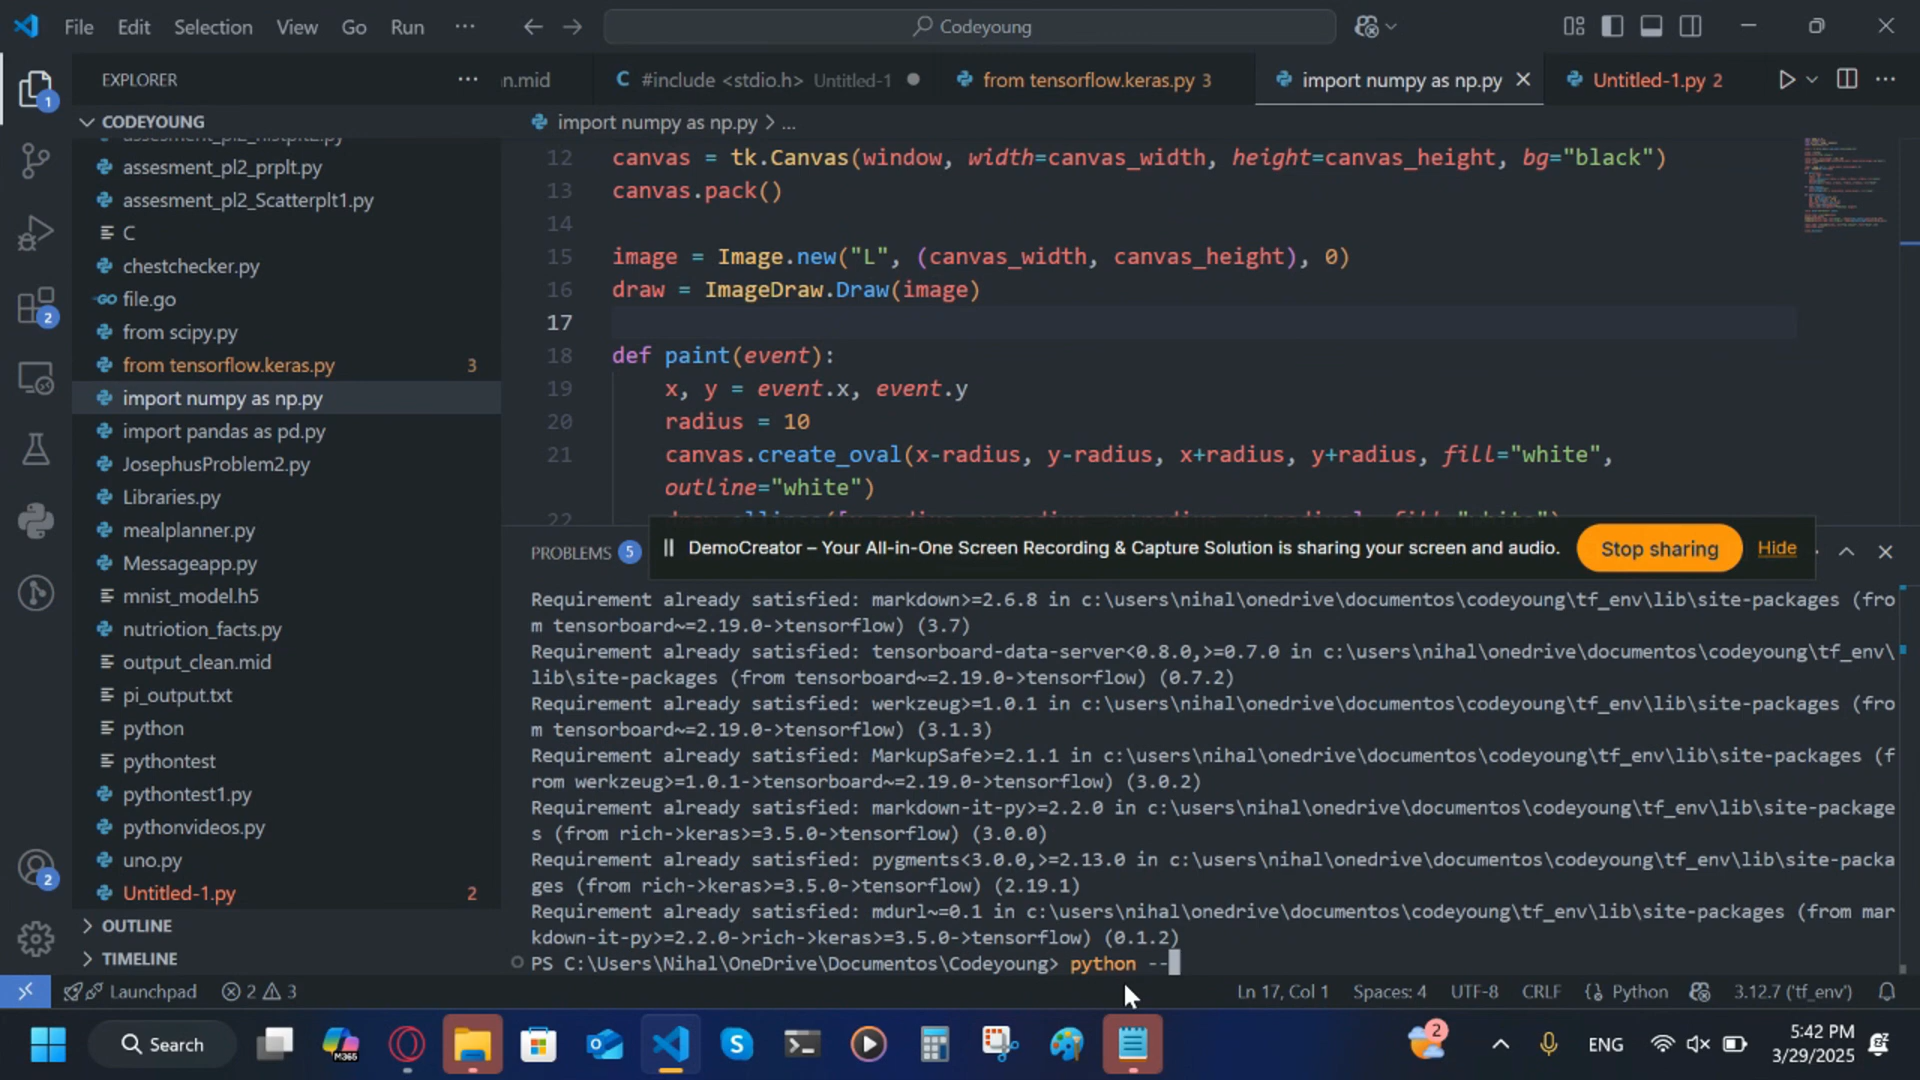 File Edit Selection View Go Run ...
Codeyoung
EXPLORER ...
n.mid
C #include <stdio.h> Untitled-1
from tensorflow.keras.py 3
import numpy as np.py
Untitled-1.py 2
1
CODEYOUNG
import numpy as np.py > ...
assesment_pl2_prplt.py
assesment_pl2_Scatterplt1.py
C
chestchecker.py
file.go
from scipy.py
from tensorflow.keras.py 3
import numpy as np.py
import pandas as pd.py
JosephusProblem2.py
Libraries.py
mealplanner.py
Messageapp.py
mnist_model.h5
nutriotion_facts.py
output_clean.mid
pi_output.txt
python
pythontest
pythontest1.py
pythonvideos.py
uno.py
Untitled-1.py 2
OUTLINE
TIMELINE
2
2
12 canvas = tk.Canvas(window, width=canvas_width, height=canvas_height, bg="black")
13 canvas.pack()
14
15 image = Image.new("L", (canvas_width, canvas_height), 0)
16 draw = ImageDraw.Draw(image)
17
18 def paint(event):
19 x, y = event.x, event.y
20 radius = 10
21 canvas.create_oval(x-radius, y-radius, x+radius, y+radius, fill="white",
outline="white")
22
PROBLEMS 5
DemoCreator – Your All-in-One Screen Recording & Capture Solution is sharing your screen and audio.
Stop sharing
Hide
Requirement already satisfied: markdown>=2.6.8 in c:\users\nihal\onedrive\documentos\codeyoung\tf_env\lib\site-packages (fro
m tensorboard~=2.19.0->tensorflow) (3.7)
Requirement already satisfied: tensorboard-data-server<0.8.0,>=0.7.0 in c:\users\nihal\onedrive\documentos\codeyoung\tf_env\
lib\site-packages (from tensorboard~=2.19.0->tensorflow) (0.7.2)
Requirement already satisfied: werkzeug>=1.0.1 in c:\users\nihal\onedrive\documentos\codeyoung\tf_env\lib\site-packages (fro
m tensorboard~=2.19.0->tensorflow) (3.1.3)
Requirement already satisfied: MarkupSafe>=2.1.1 in c:\users\nihal\onedrive\documentos\codeyoung\tf_env\lib\site-packages (f
rom werkzeug>=1.0.1->tensorboard~=2.19.0->tensorflow) (3.0.2)
Requirement already satisfied: markdown-it-py>=2.2.0 in c:\users\nihal\onedrive\documentos\codeyoung\tf_env\lib\site-package
s (from rich->keras>=3.5.0->tensorflow) (3.0.0)
Requirement already satisfied: pygments<3.0.0,>=2.13.0 in c:\users\nihal\onedrive\documentos\codeyoung\tf_env\lib\site-packa
ges (from rich->keras>=3.5.0->tensorflow) (2.19.1)
Requirement already satisfied: mdurl~=0.1 in c:\users\nihal\onedrive\documentos\codeyoung\tf_env\lib\site-packages (from mar
kdown-it-py>=2.2.0->rich->keras>=3.5.0->tensorflow) (0.1.2)
PS C:\Users\Nihal\OneDrive\Documentos\Codeyoung> python --
Launchpad 2 3
Ln 17, Col 1 Spaces: 4 UTF-8 CRLF {} Python 3.12.7 ('tf_env')
Search
M365
2
ENG
5:42 PM
3/29/2025